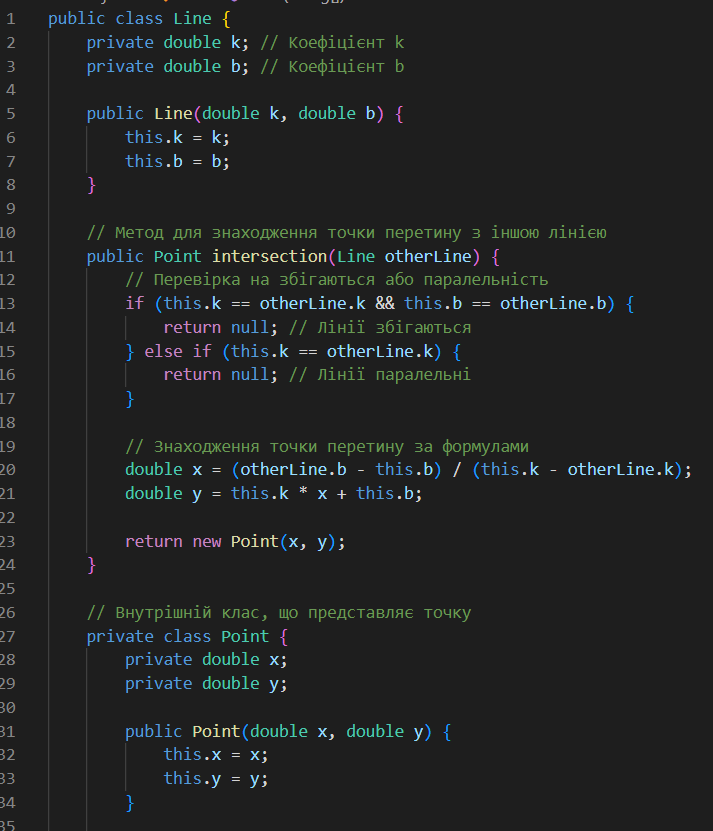 1 public class Line {
2 private double k; // Коефіцієнт k
3 private double b; // Коефіцієнт b
4
5 public Line(double k, double b) {
6 this.k = k;
7 this.b = b;
8 }
9
10 // Метод для знаходження точки перетину з іншою лінією
11 public Point intersection(Line otherLine) {
12 // Перевірка на збігаються або паралельність
13 if (this.k == otherLine.k && this.b == otherLine.b) {
14 return null; // Лінії збігаються
15 } else if (this.k == otherLine.k) {
16 return null; // Лінії паралельні
17 }
18
19 // Знаходження точки перетину за формулами
20 double x = (otherLine.b - this.b) / (this.k - otherLine.k);
21 double y = this.k * x + this.b;
22
23 return new Point(x, y);
24 }
25
26 // Внутрішній клас, що представляє точку
27 private class Point {
28 private double x;
29 private double y;
30
31 public Point(double x, double y) {
32 this.x = x;
33 this.y = y;
34 }
35